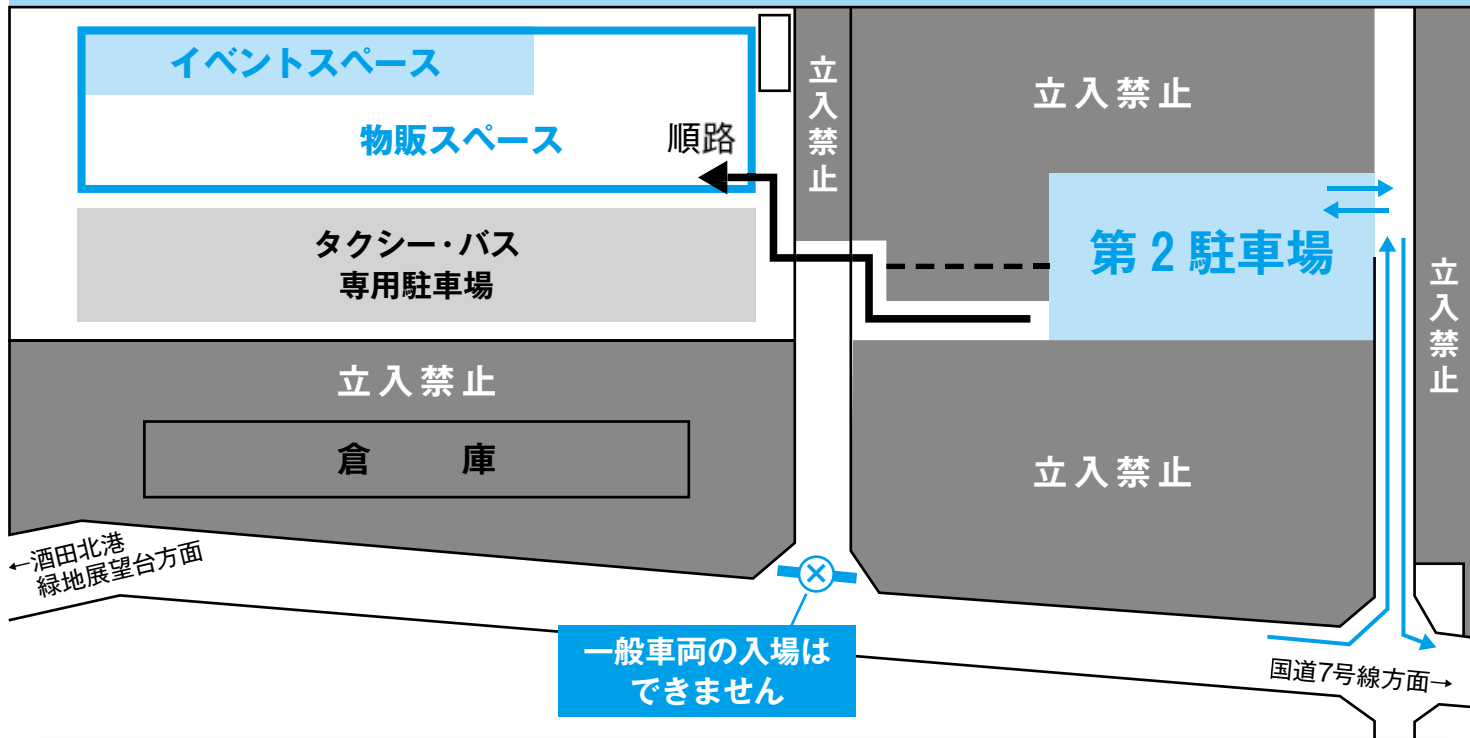 イベントスペース
物販スペース
順路
タクシー・バス
専用駐車場
立入禁止
倉庫
立入禁止
立入禁止
第2駐車場
立入禁止
立入禁止
←酒田北港
緑地展望台方面
一般車両の入場は
できません
国道7号線方面→